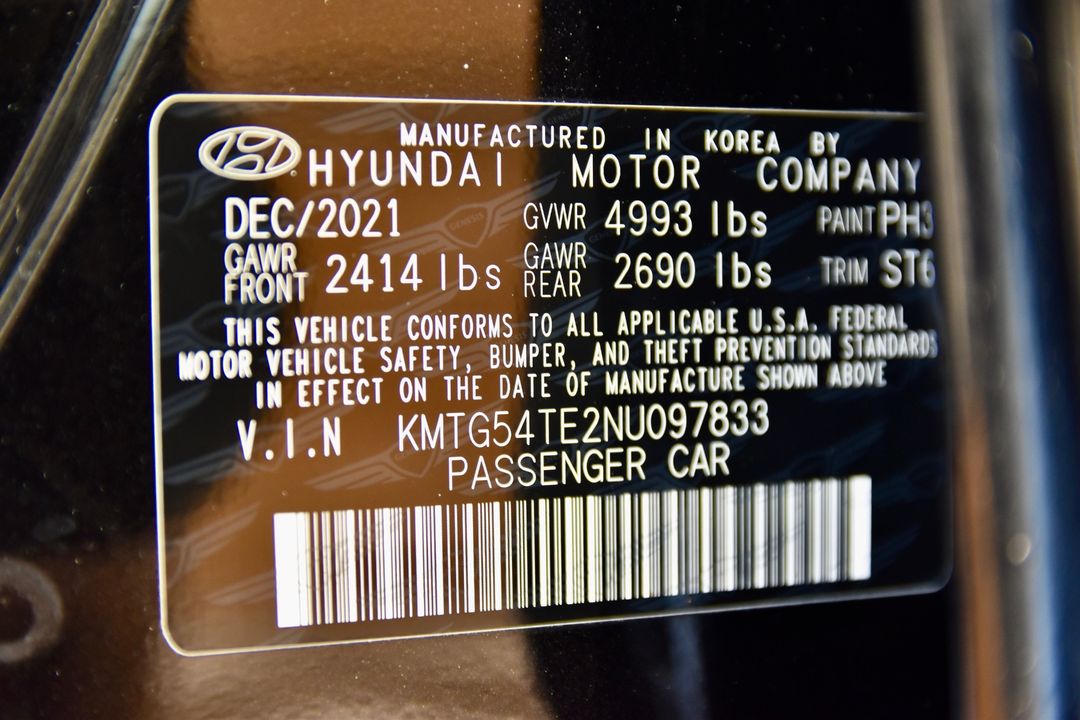 MANUFACTURED IN KOREA BY
HYUNDAI MOTOR COMPANY
DEC/2021 GVWR 4993 lbs PAINT PH3
GAWR FRONT 2414 lbs GAWR REAR 2690 lbs TRIM ST6
THIS VEHICLE CONFORMS TO ALL APPLICABLE U.S.A. FEDERAL
MOTOR VEHICLE SAFETY, BUMPER, AND THEFT PREVENTION STANDARDS
IN EFFECT ON THE DATE OF MANUFACTURE SHOWN ABOVE
V.I.N KMTG54TE2NU097833
PASSENGER CAR
GENESIS